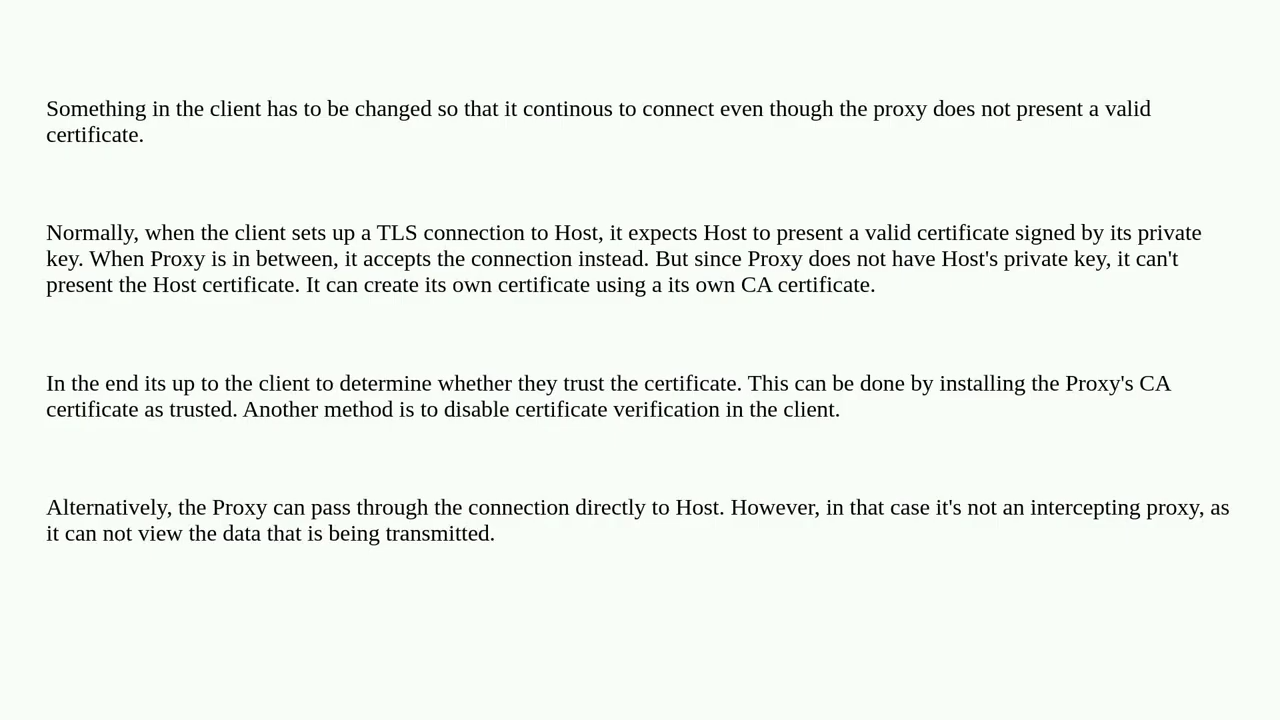 Something in the client has to be changed so that it continous to connect even though the proxy does not present a valid
certificate.
Normally, when the client sets up a TLS connection to Host, it expects Host to present a valid certificate signed by its private
key. When Proxy is in between, it accepts the connection instead. But since Proxy does not have Host's private key, it can't
present the Host certificate. It can create its own certificate using a its own CA certificate.
In the end its up to the client to determine whether they trust the certificate. This can be done by installing the Proxy's CA
certificate as trusted. Another method is to disable certificate verification in the client.
Alternatively, the Proxy can pass through the connection directly to Host. However, in that case it's not an intercepting proxy, as
it can not view the data that is being transmitted.